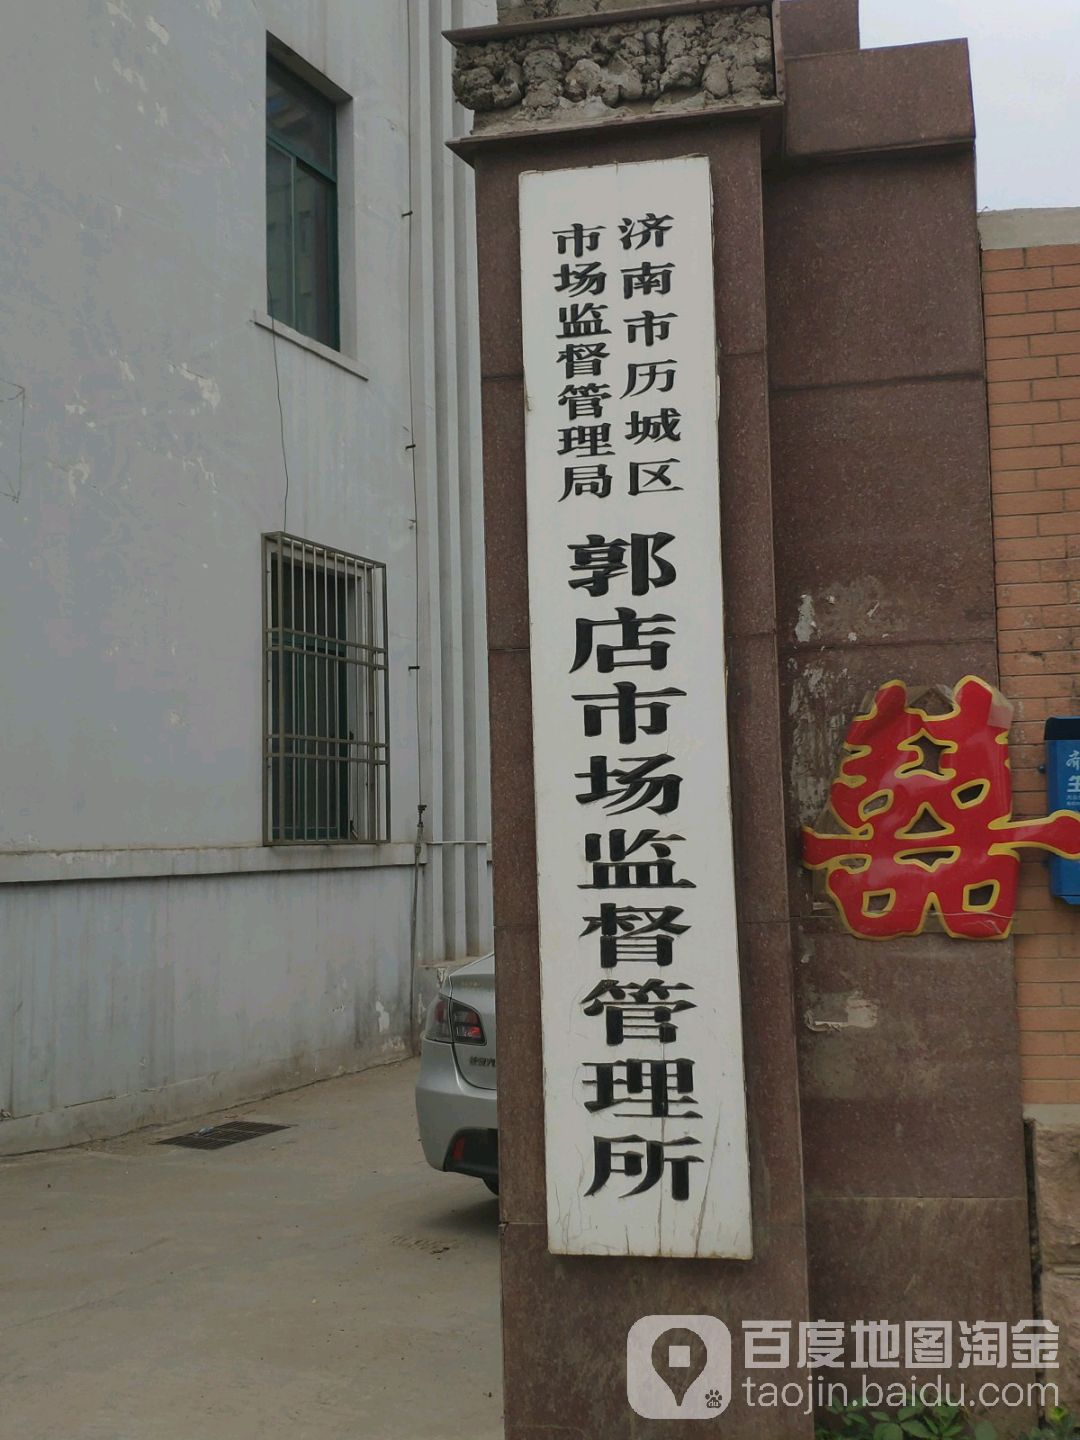 济南市历城区
市场监督管理局
郭店市场监督管理所
囍
百度地图淘金
taojin.baidu.com